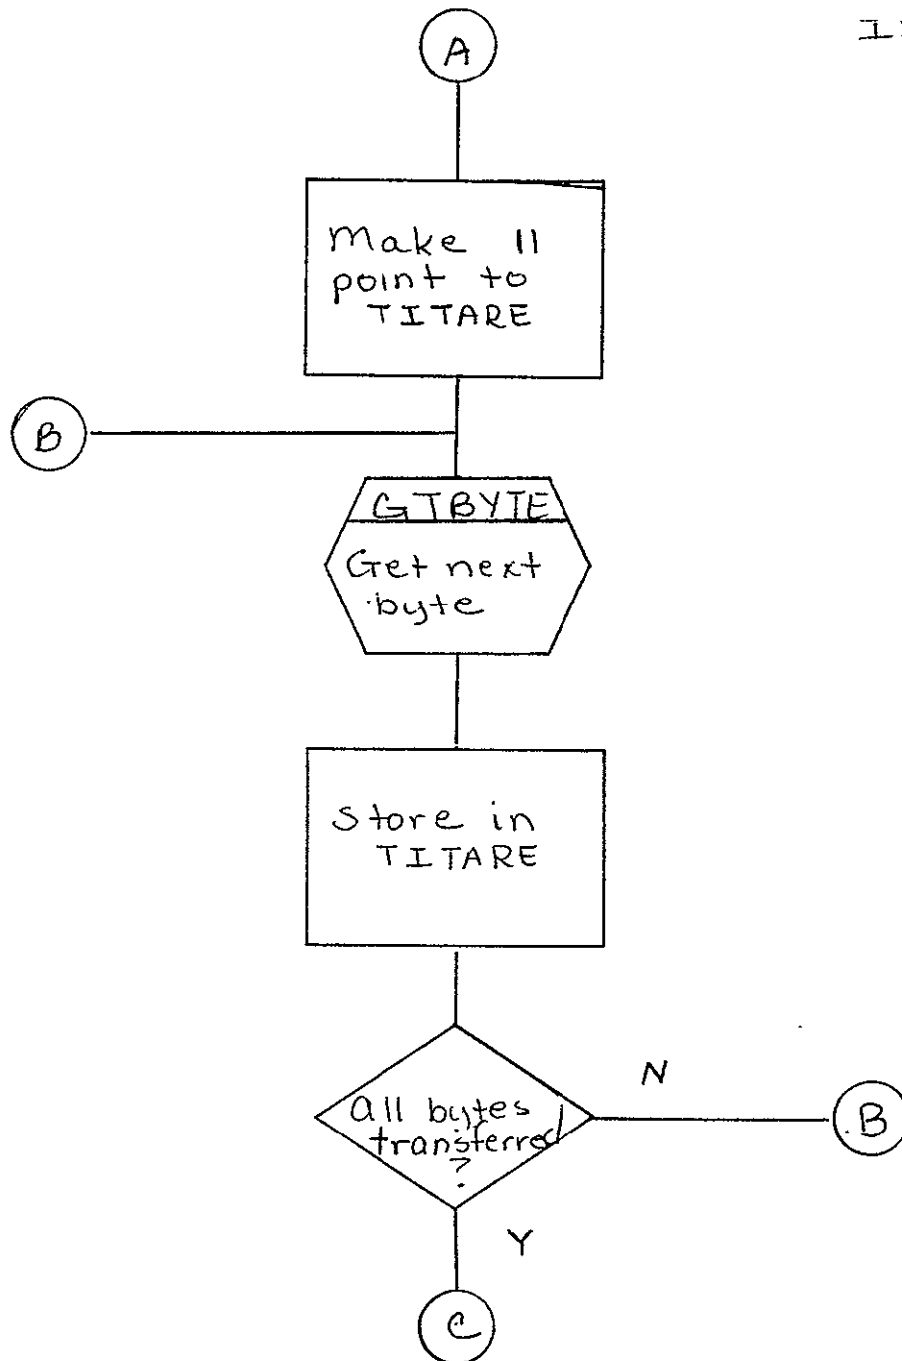 A
Make 11
point to
TITARE
B
GTBYTE
Get next
byte
Store in
TITARE
All bytes
transferred
?
N
B
Y
C